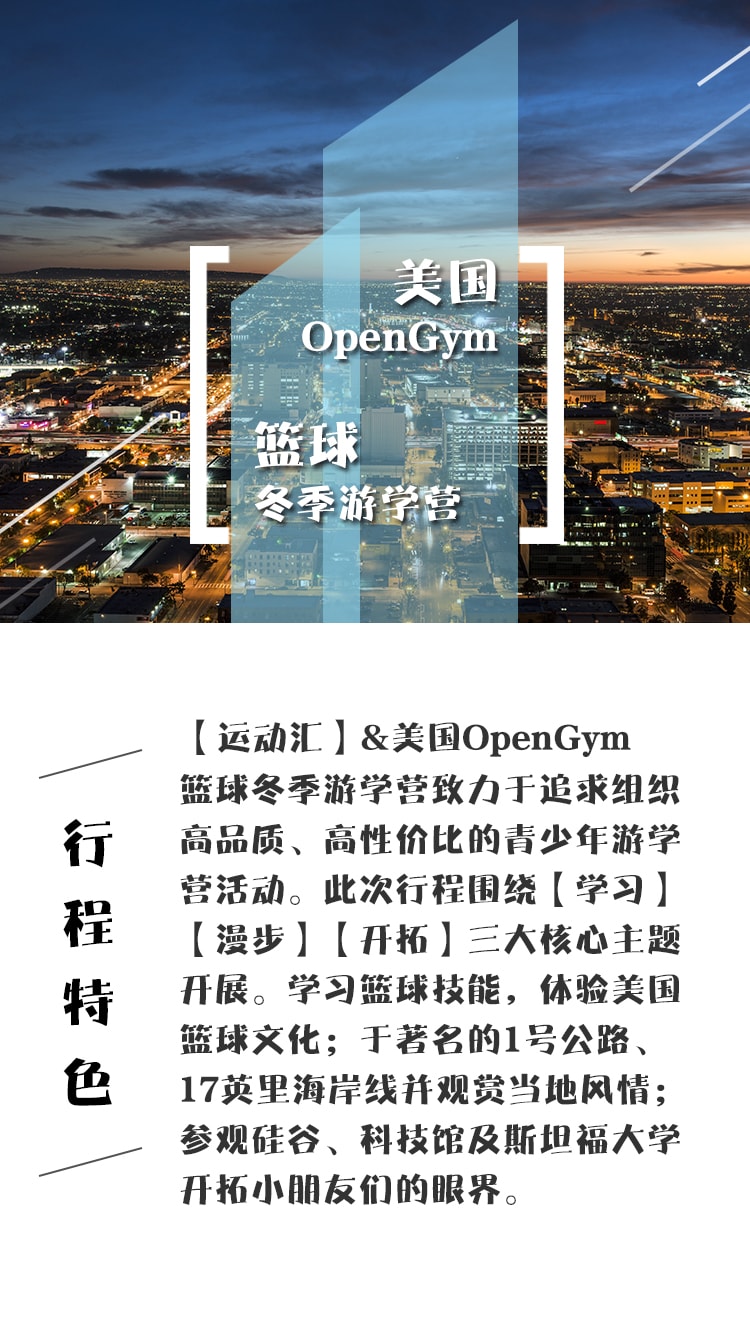 美国
OpenGym
篮球
冬季游学营
行程特色
【运动汇】&美国OpenGym
篮球冬季游学营致力于追求组织
高品质、高性价比的青少年游学
营活动。此次行程围绕【学习】
【漫步】【开拓】三大核心主题
开展。学习篮球技能，体验美国
篮球文化；于著名的1号公路、
17英里海岸线并观赏当地风情；
参观硅谷、科技馆及斯坦福大学
开拓小朋友们的眼界。